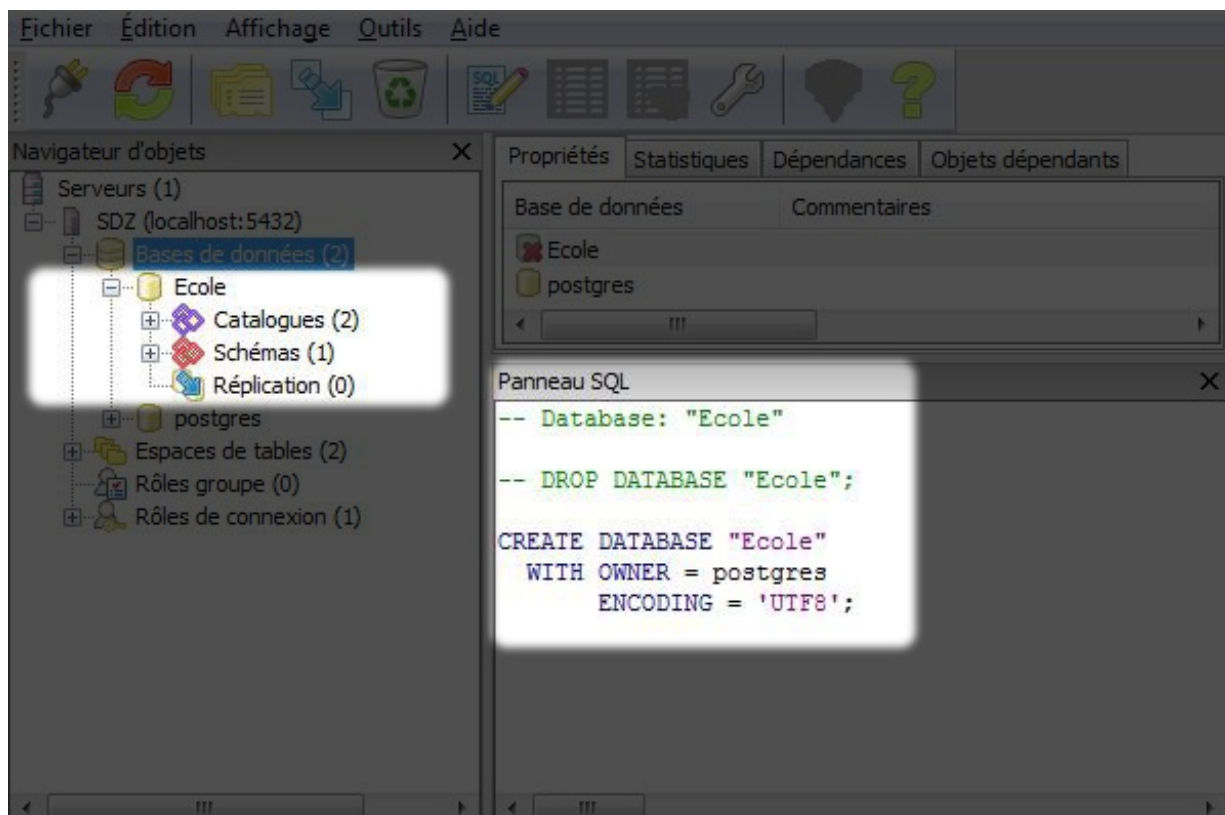 Fichier Édition Affichage Outils Aide
SQL
Navigateur d'objets
Serveurs (1)
SDZ (localhost:5432)
Bases de données (2)
Ecole
Catalogues (2)
Schémas (1)
Réplication (0)
postgres
Espaces de tables (2)
Rôles groupe (0)
Rôles de connexion (1)
Propriétés Statistiques Dépendances Objets dépendants
Base de données Commentaires
Ecole
postgres
Panneau SQL
-- Database: "Ecole"
-- DROP DATABASE "Ecole";
CREATE DATABASE "Ecole"
WITH OWNER = postgres
ENCODING = 'UTF8';